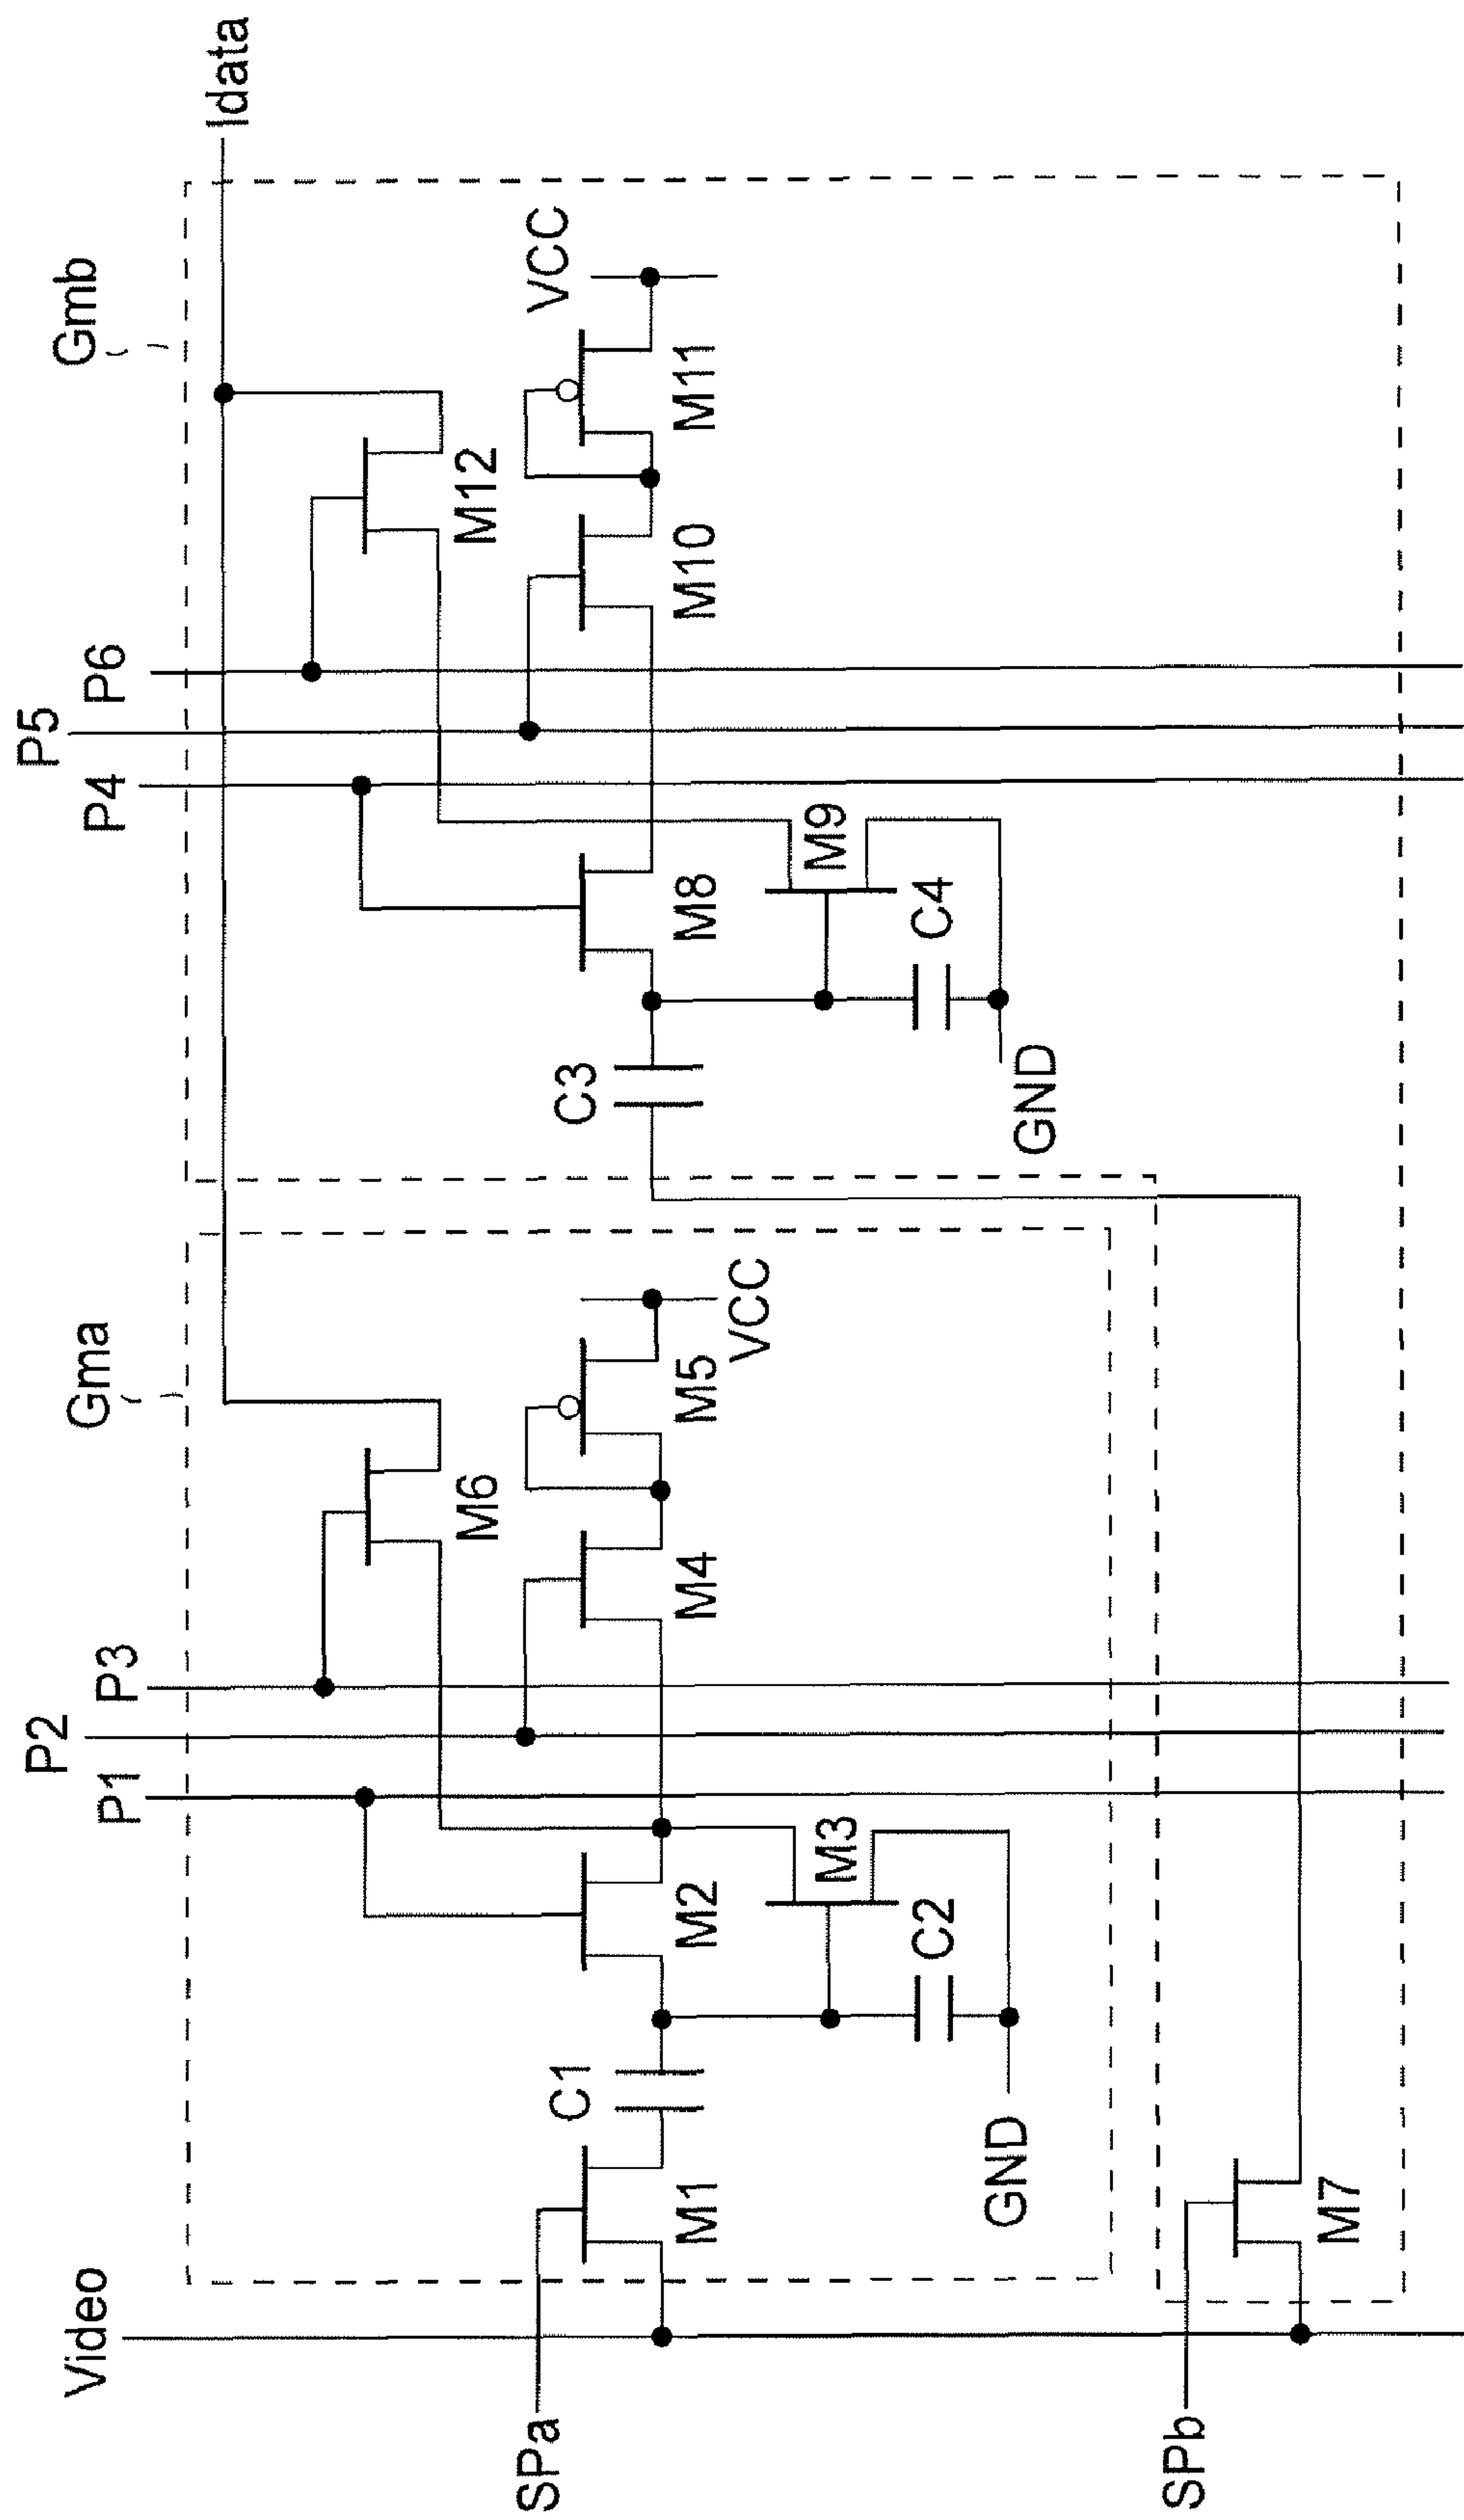 Gma
Gmb
P2
P5
P1
P3
P4
P6
Video
Idata
M6
M12
SPa
C1
C3
VCC
M1
M2
M4
M5
M8
M10
M11
VCC
M3
M9
C2
C4
GND
GND
SPb
M7